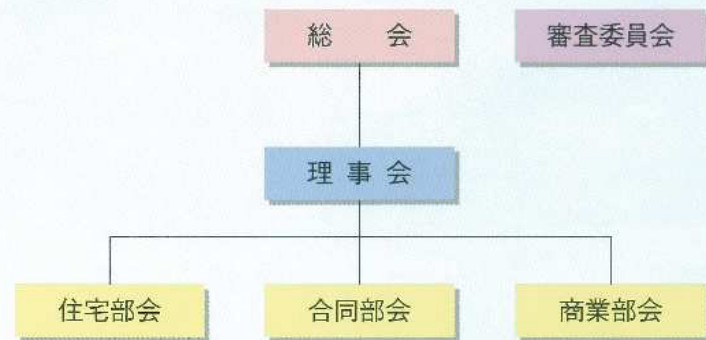 総　会
審査委員会
理 事 会
住宅部会
合同部会
商業部会